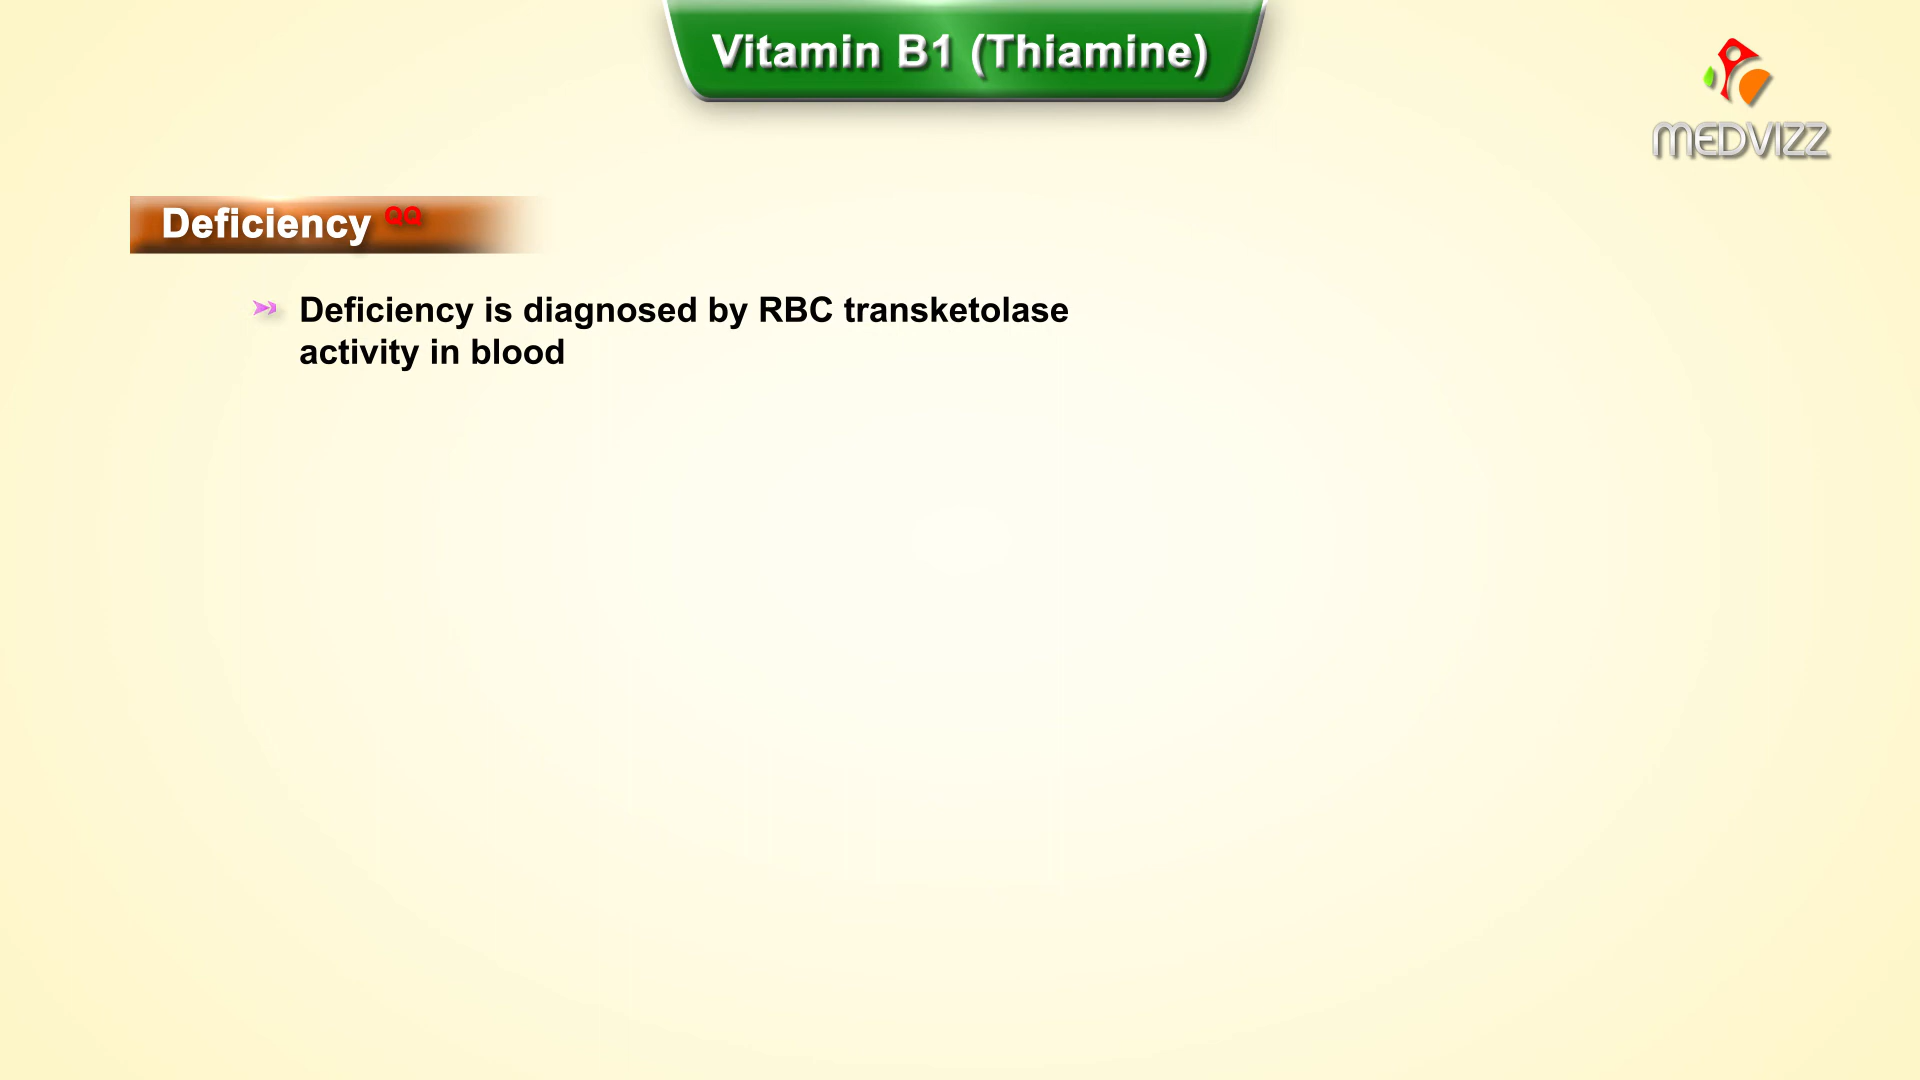 Vitamin B1 (Thiamine)
MEDVIZZ
Deficiency QQ
Deficiency is diagnosed by RBC transketolase
activity in blood